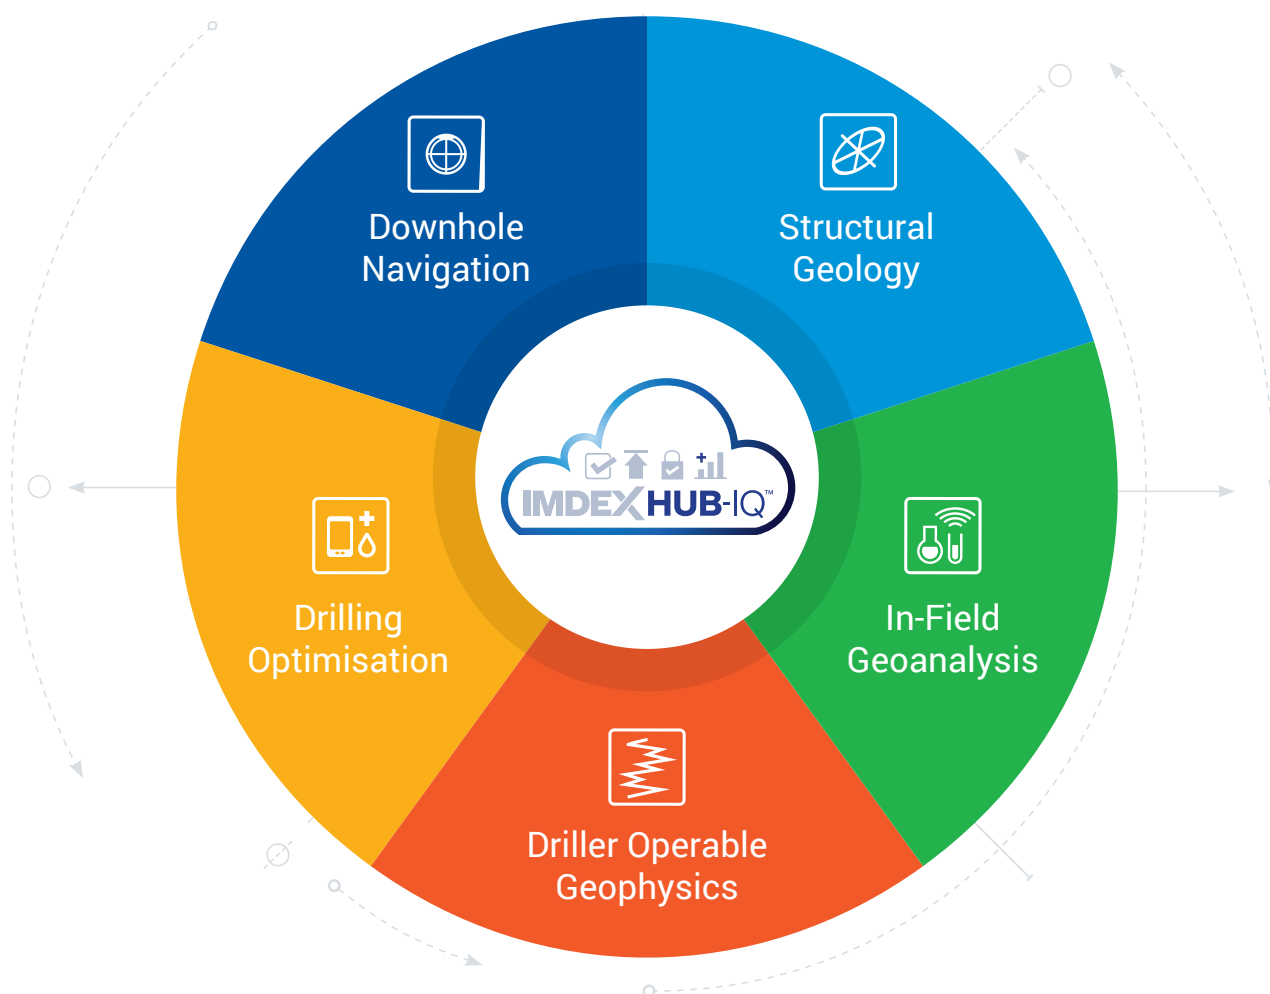 Downhole
Navigation
Structural
Geology
IMDEXHUB-IQ™
Drilling
Optimisation
In-Field
Geoanalysis
Driller Operable
Geophysics